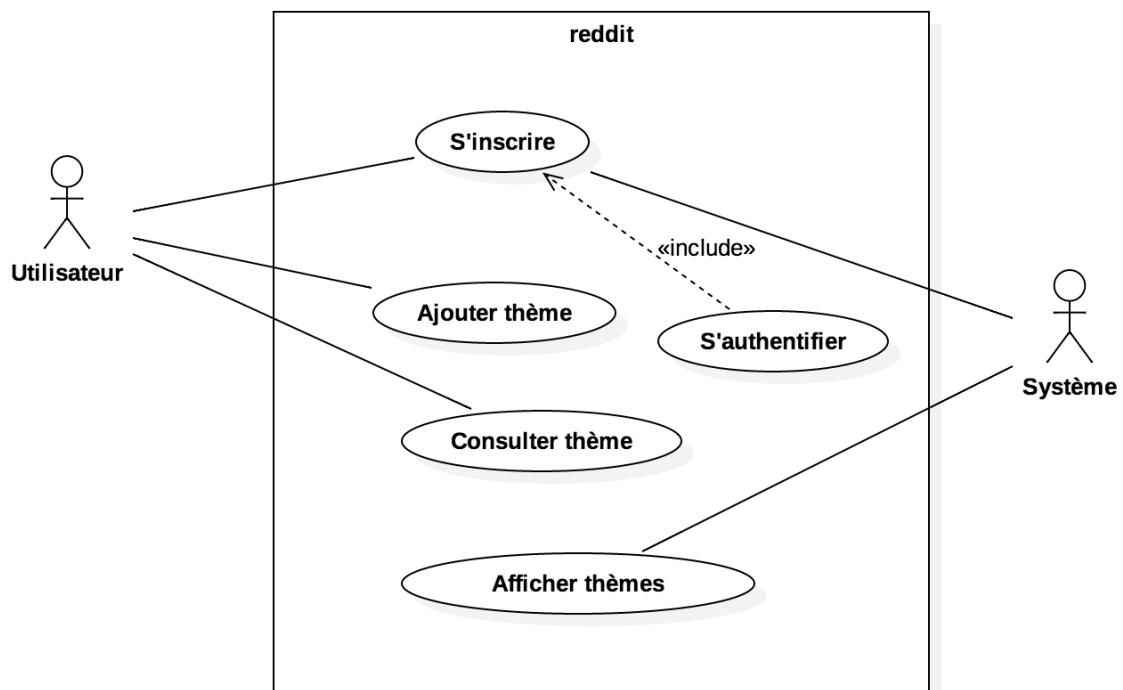 reddit
S'inscrire
«include»
Utilisateur
Ajouter thème
S'authentifier
Système
Consulter thème
Afficher thèmes